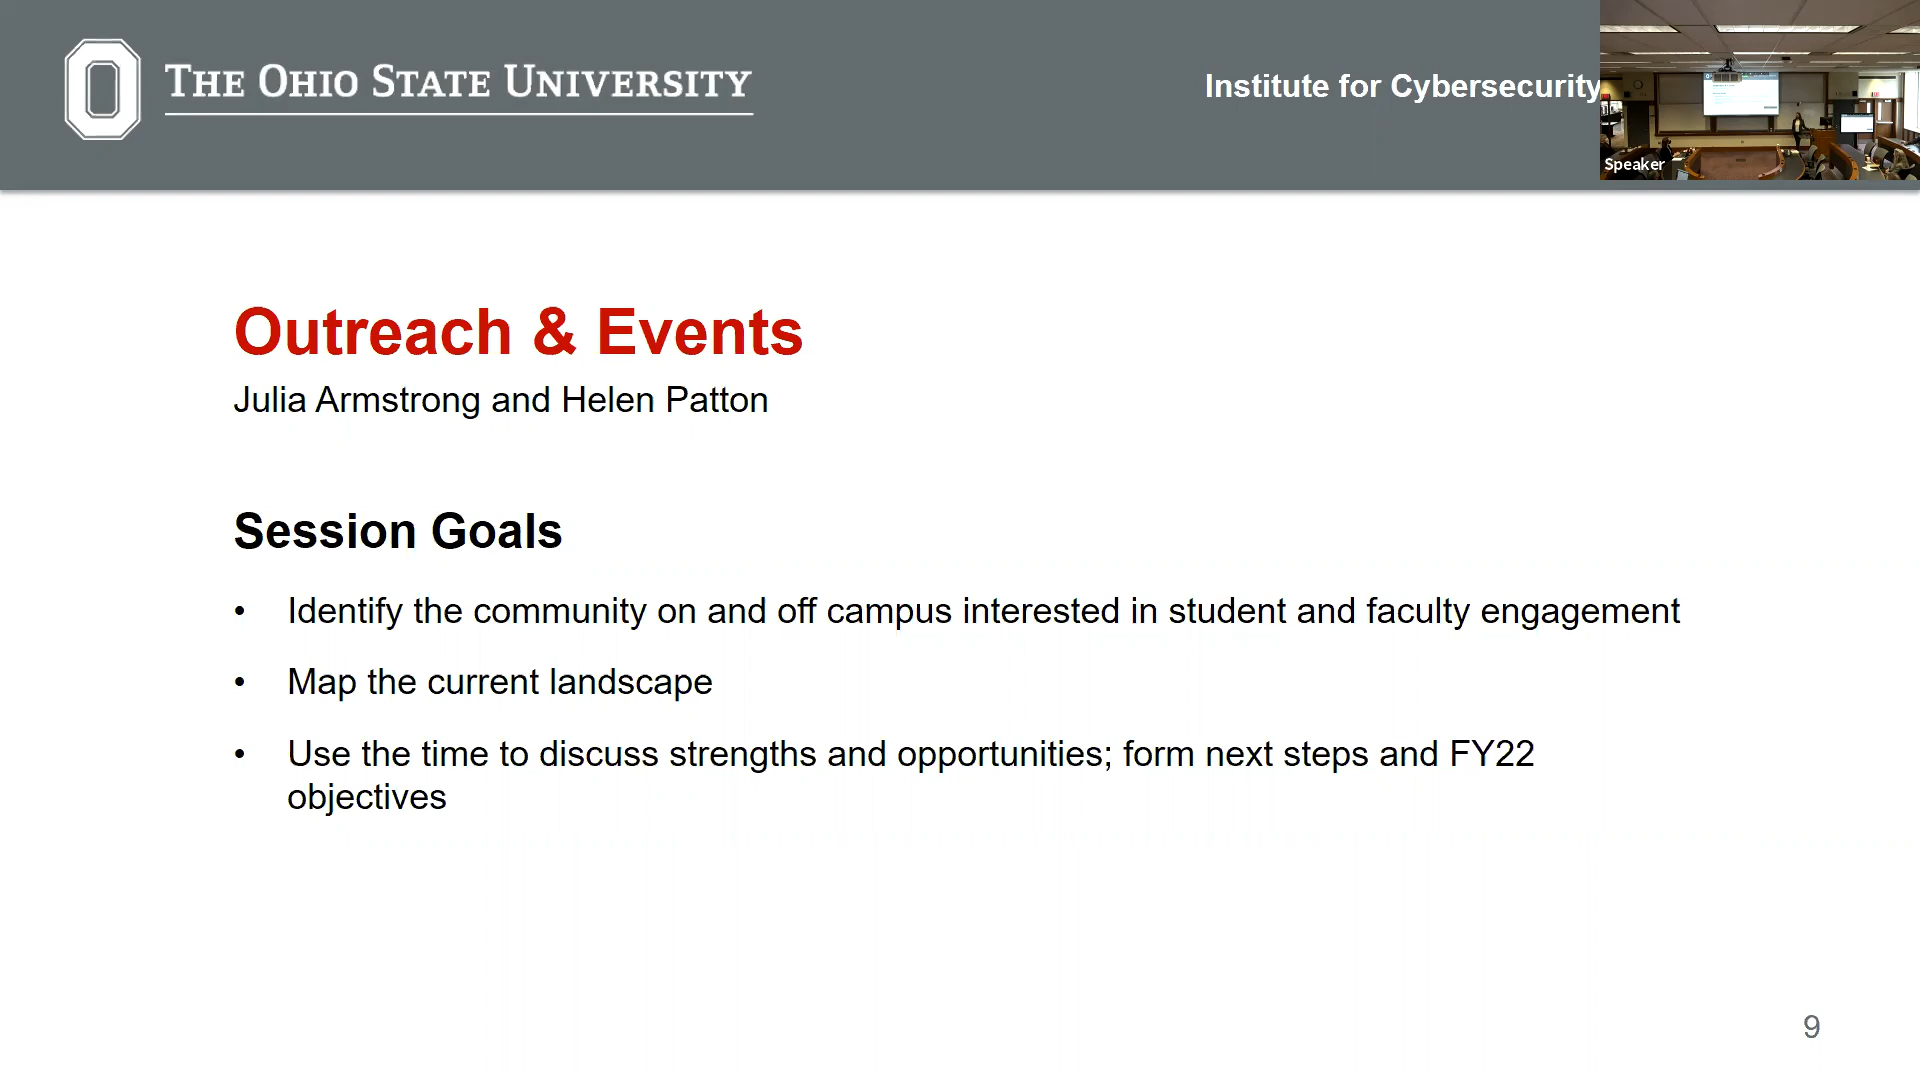 THE OHIO STATE UNIVERSITY
Institute for Cybersecurity
Speaker
Outreach & Events
Julia Armstrong and Helen Patton
Session Goals
• Identify the community on and off campus interested in student and faculty engagement
• Map the current landscape
• Use the time to discuss strengths and opportunities; form next steps and FY22
objectives
9